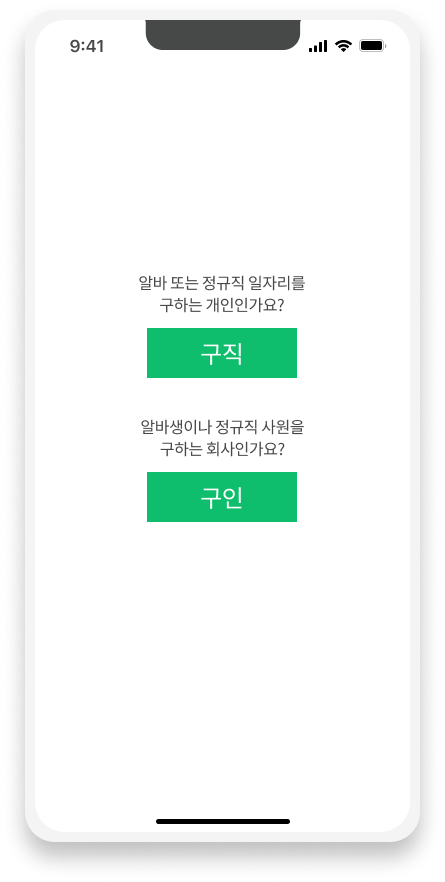 9:41
알바 또는 정규직 일자리를
구하는 개인인가요?
구직
알바생이나 정규직 사원을
구하는 회사인가요?
구인